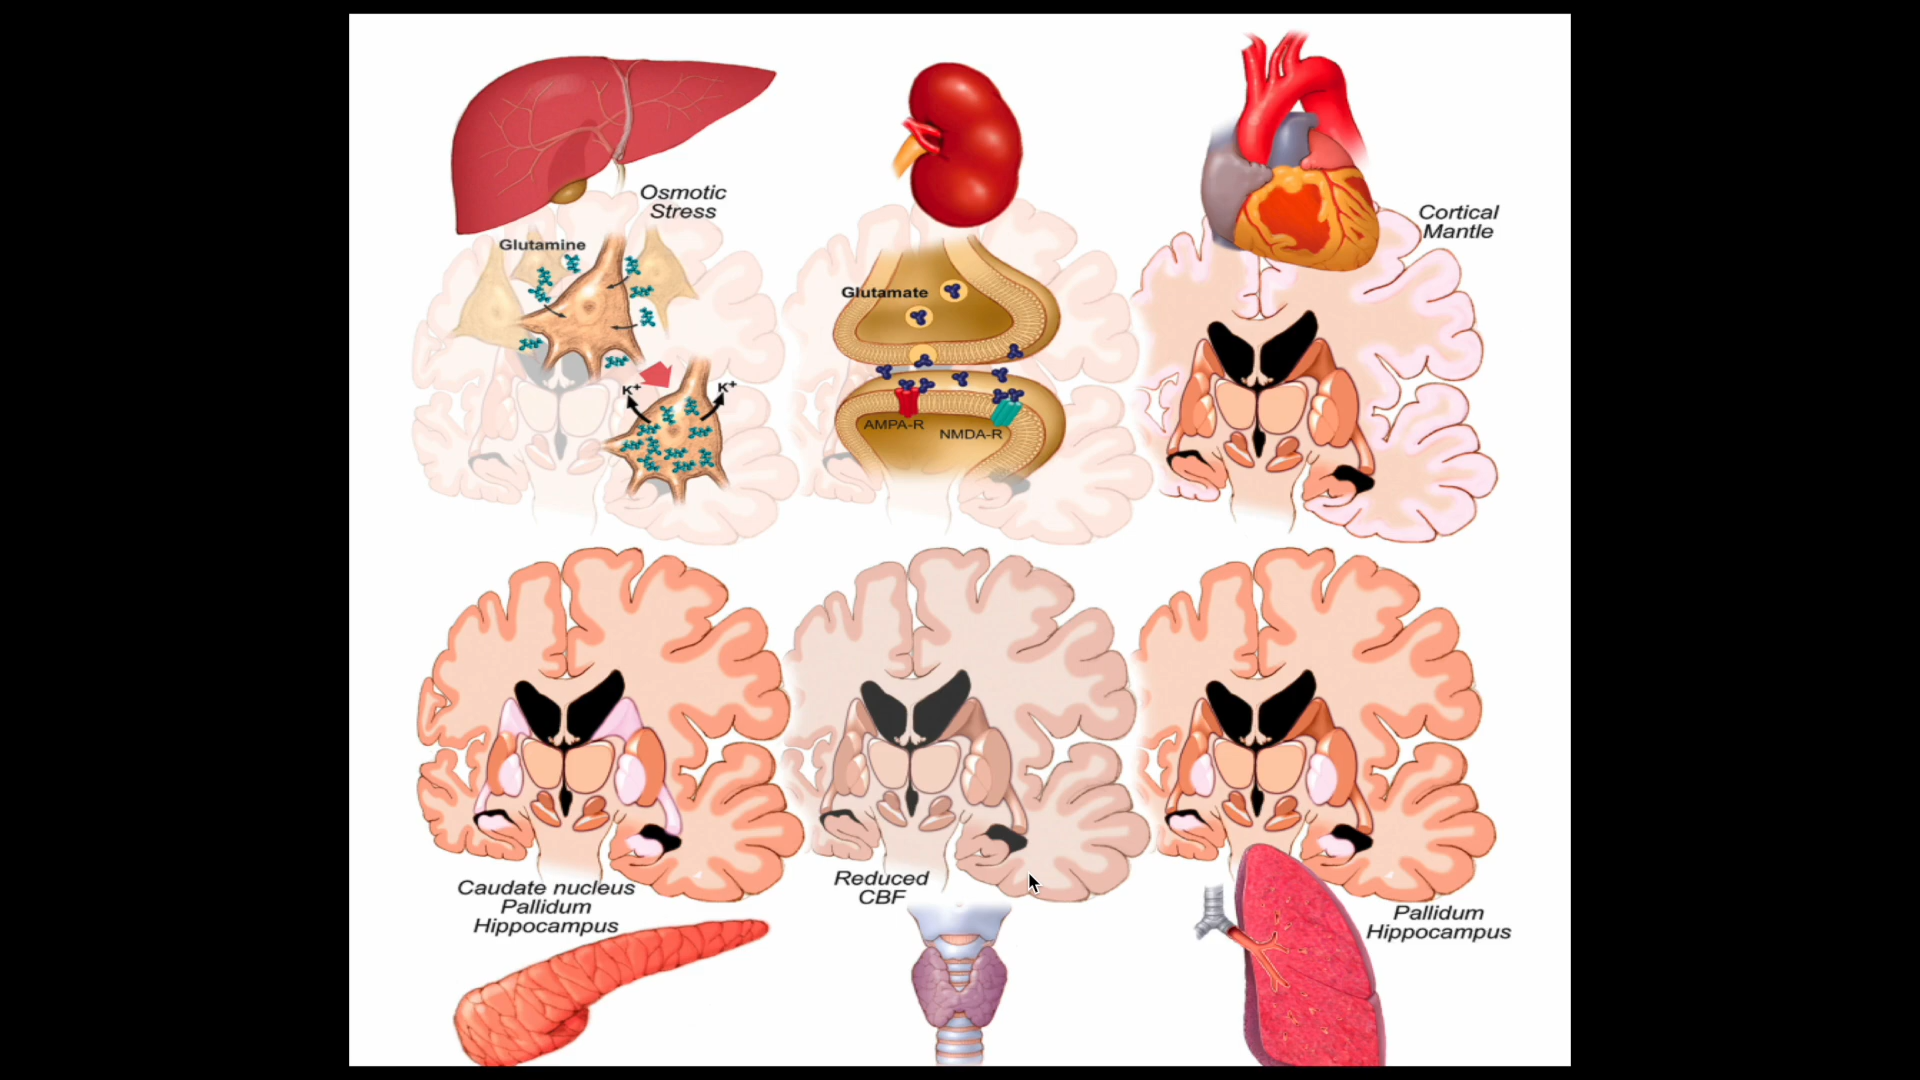 Osmotic
Stress
Glutamine
K+
K+
Glutamate
AMPA-R
NMDA-R
Cortical
Mantle
Caudate nucleus
Pallidum
Hippocampus
Reduced
CBF
Pallidum
Hippocampus